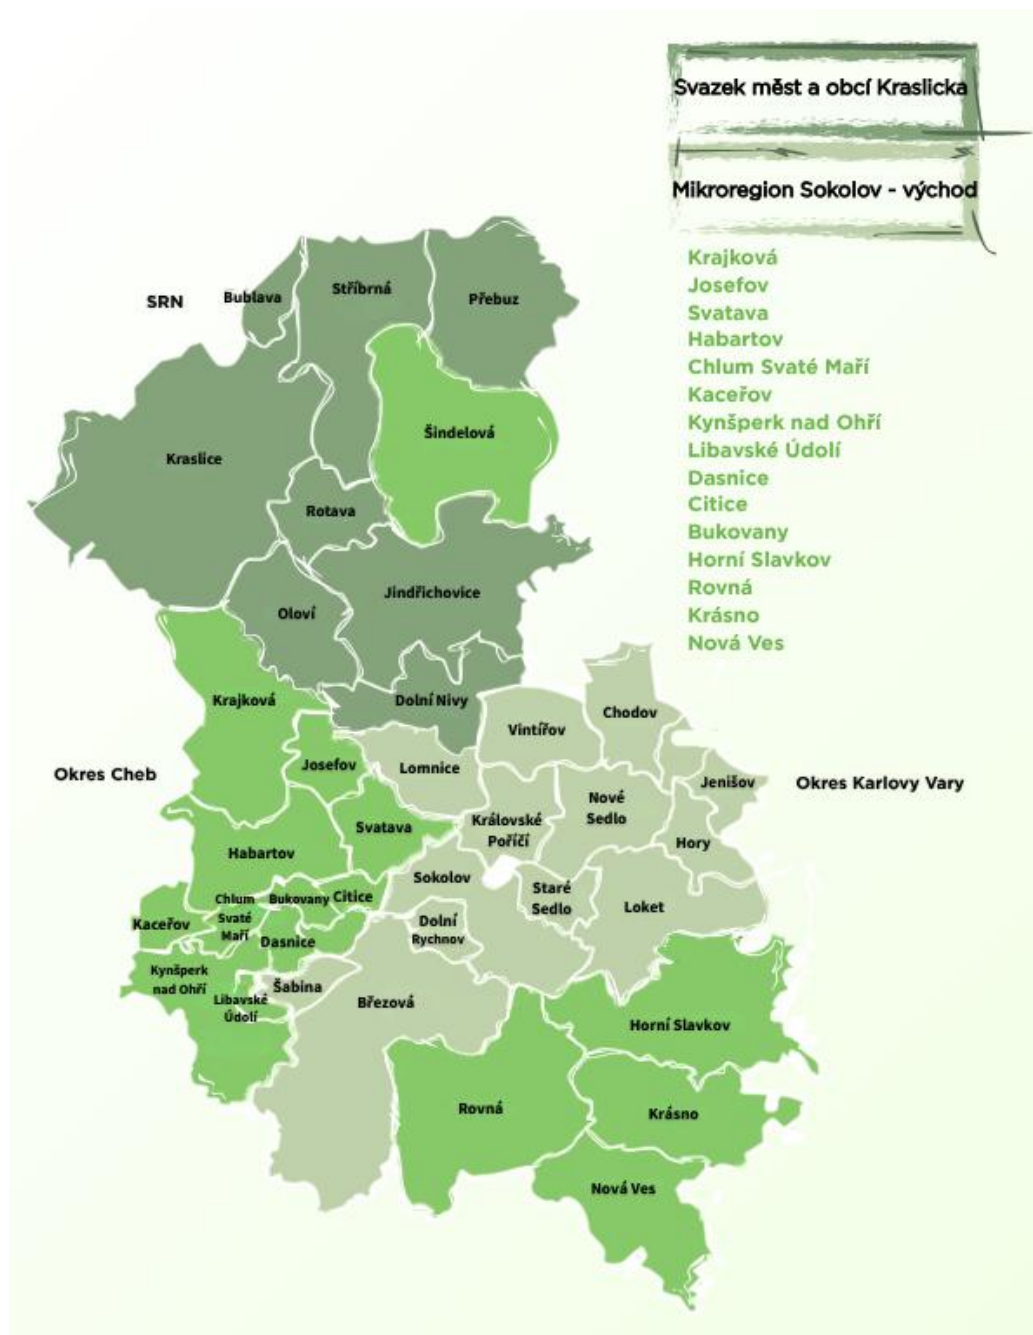 Svazek měst a obcí Kraslicka
Mikroregion Sokolov - východ
Krajková
Josefov
Svatava
Habartov
Chlum Svaté Maří
Kaceřov
Kynšperk nad Ohří
Libavské Údolí
Dasnice
Citice
Bukovany
Horní Slavkov
Rovná
Krásno
Nová Ves
SRN
Bublava
Stříbrná
Přebuz
Šindelová
Kraslice
Rotava
Jindřichovice
Oloví
Krajková
Dolní Nivy
Chodov
Vintířov
Josefov
Lomnice
Okres Cheb
Jenišov
Okres Karlovy Vary
Nové
Sedlo
Svatava
Královské
Poříčí
Hory
Habartov
Sokolov
Staré
Sedlo
Loket
Chlum
Svaté
Maří
Bukovany
Citice
Kaceřov
Dasnice
Dolní
Rychnov
Kynšperk
nad Ohří
Libavské
Údolí
Šabina
Březová
Horní Slavkov
Rovná
Krásno
Nová Ves